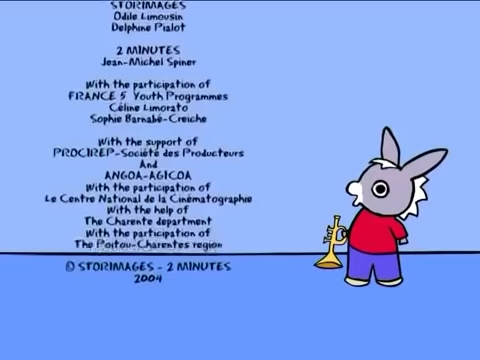 STORIMAGES
Odile Limousin
Delphine Pialot
2 MINUTES
Jean-Michel Spiner
With the participation of
FRANCE 5 Youth Programmes
Céline Limorato
Sophie Barnabé-Creiche
With the support of
PROCIREP-Société des Producteurs
And
ANGOA-AGICOA
With the participation of
Le Centre National de la Cinématographie
With the help of
The Charente department
With the participation of
The Poitou-Charentes region
© STORIMAGES - 2 MINUTES
2004